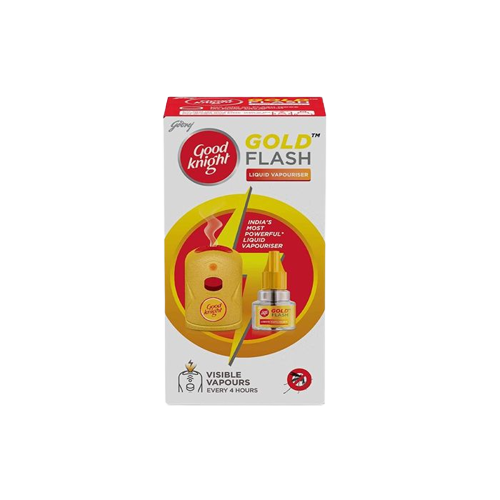 Godrej
Good
knight
GOLD™
FLASH
LIQUID VAPOURISER
INDIA'S
MOST
POWERFUL*
LIQUID
VAPOURISER
Good
knight
GOLD
FLASH
VISIBLE
VAPOURS
EVERY 4 HOURS